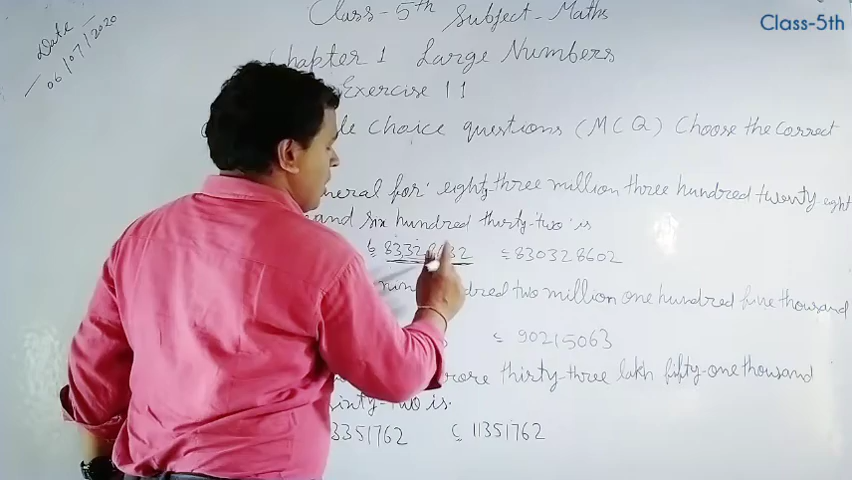 Class-5th
Class-5th Subject-Maths
Date
06/07/2020
Chapter 1 Large Numbers
Exercise 1.1
choice questions (MCQ) Choose the correct
for eighty-three million three hundred twenty-eight
and six hundred thirty-two is
83328632 830328602
hundred two million one hundred five thousand
90215063
crore thirty-three lakh fifty-one thousand
sixty-two is.
3351762 11351762